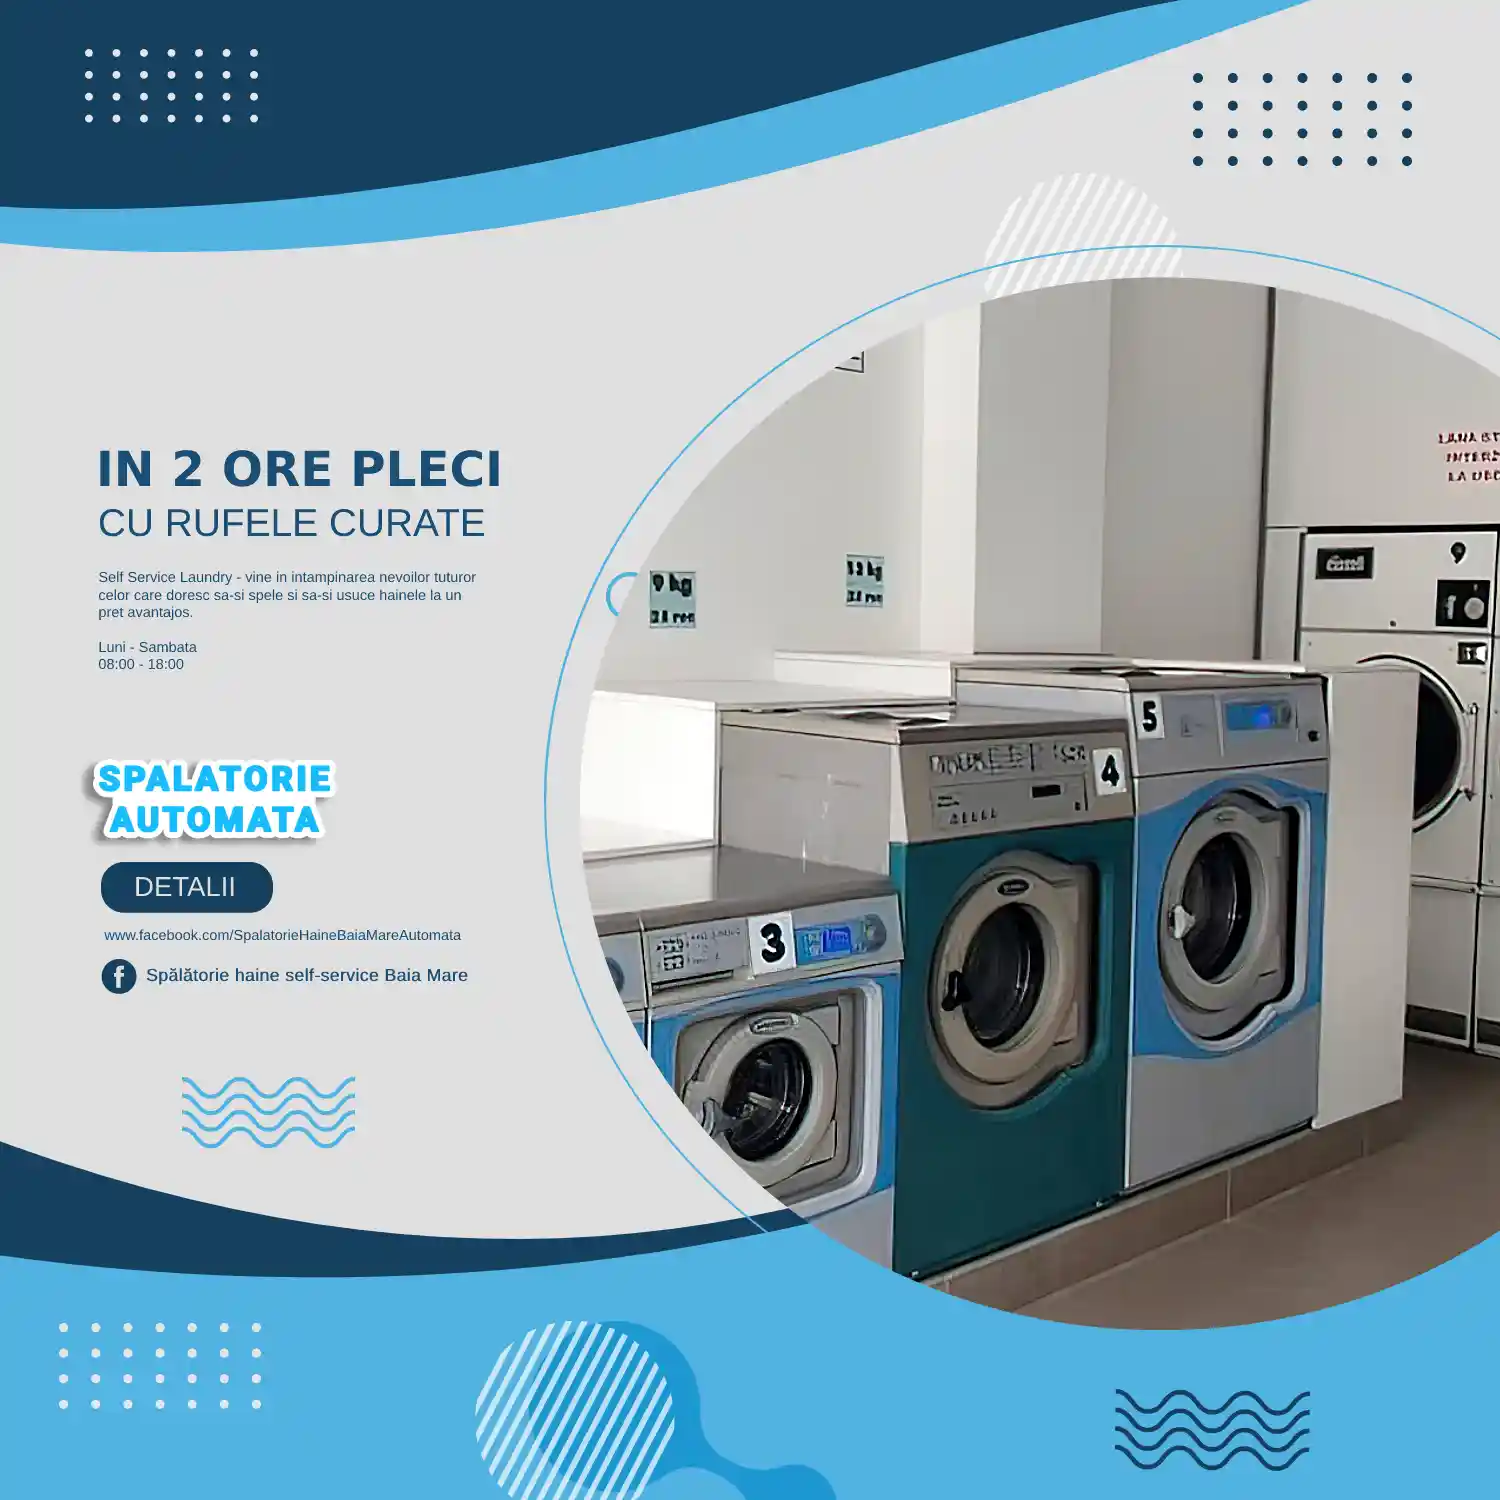 IN 2 ORE PLECI
CU RUFELE CURATE
Self Service Laundry - vine in intampinarea nevoilor tuturor
celor care doresc sa-si spele si sa-si usuce hainele la un
pret avantajos.
Luni - Sambata
08:00 - 18:00
SPALATORIE
AUTOMATA
DETALII
www.facebook.com/SpalatorieHaineBaiaMareAutomata
f Spălătorie haine self-service Baia Mare
9 kg
12 kg
5
4
3